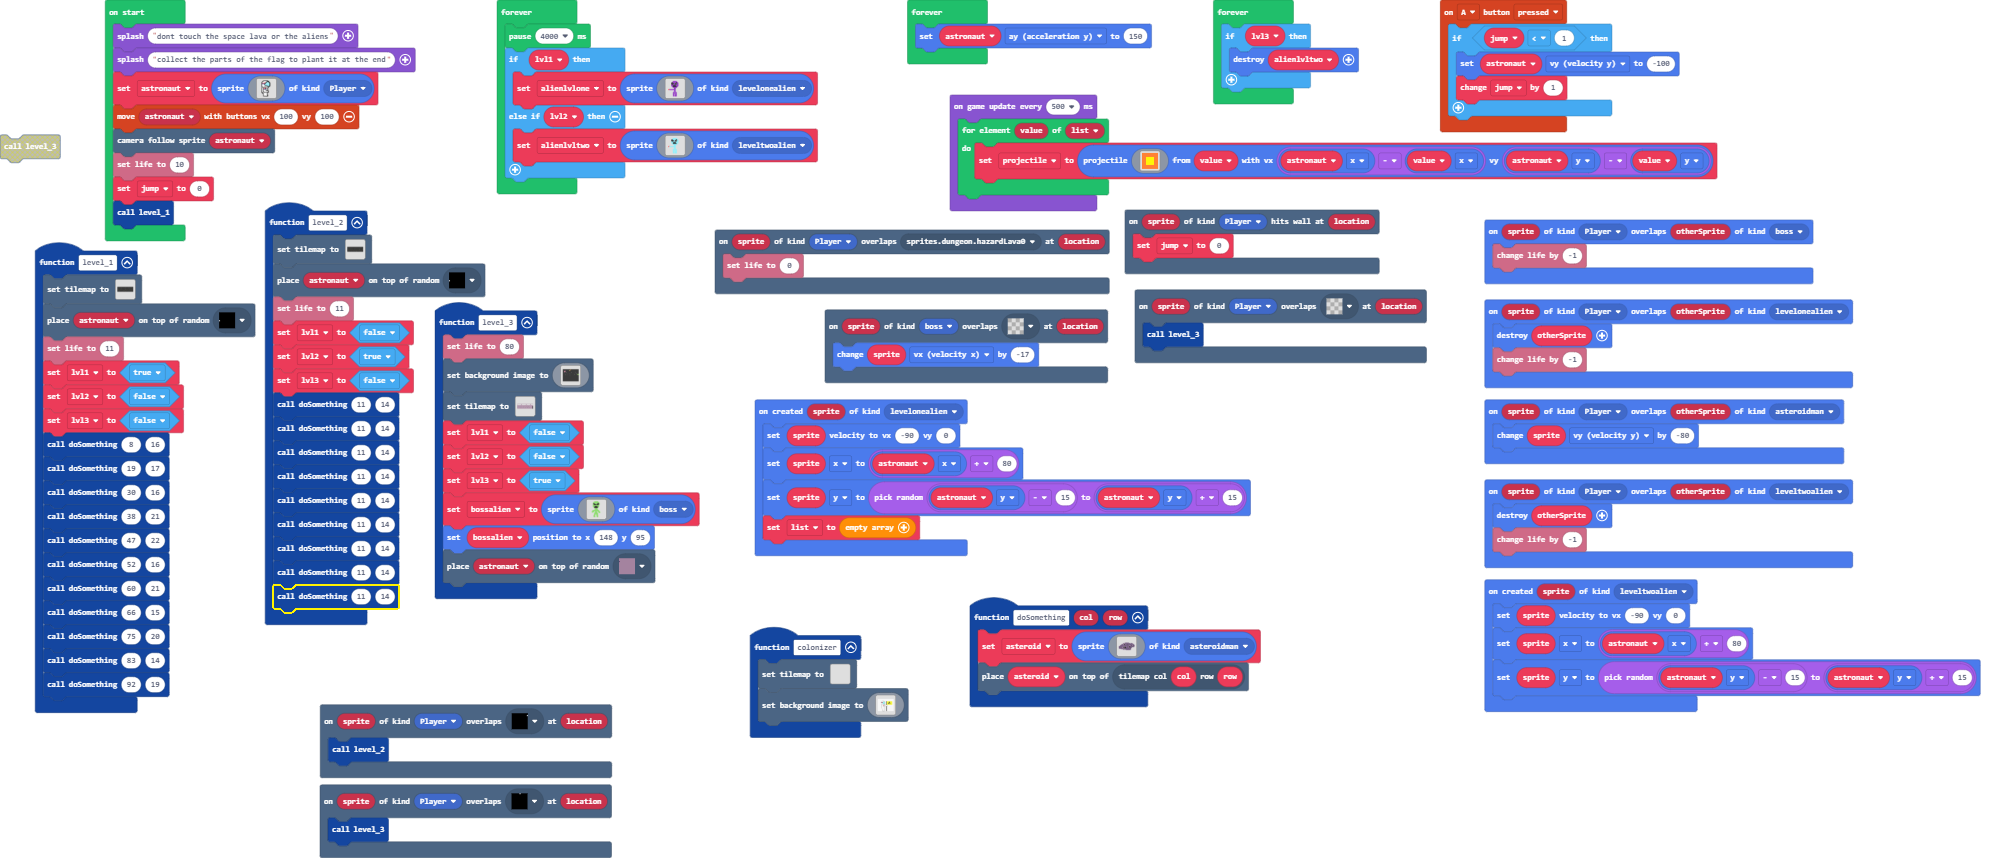 on start
splash "dont touch the space lava or the aliens"
splash "collect the parts of the flag to plant it at the end"
set astronaut to sprite of kind Player
move astronaut with buttons vx 100 vy 100
camera follow sprite astronaut
set life to 10
set jump to 0
call level_1
call level_3
forever
pause 4000 ms
if lvl1 then
set alienlvlone to sprite of kind levelonealien
else if lvl2 then
set alienlvltwo to sprite of kind leveltwoalien
forever
set astronaut ay (acceleration y) to 150
forever
if lvl3 then
destroy alienlvltwo
on A button pressed
if jump < 1 then
set astronaut vy (velocity y) to -100
change jump by 1
on game update every 500 ms
for element value of list
do
set projectile to projectile from value with vx astronaut x - value x vy astronaut y - value y
function level_1
set tilemap to
place astronaut on top of random
set life to 11
set lvl1 to true
set lvl2 to false
set lvl3 to false
call doSomething 8 16
call doSomething 19 17
call doSomething 30 16
call doSomething 38 21
call doSomething 47 22
call doSomething 52 16
call doSomething 60 21
call doSomething 66 15
call doSomething 75 20
call doSomething 83 14
call doSomething 92 19
function level_2
set tilemap to
place astronaut on top of random
set life to 11
set lvl1 to false
set lvl2 to true
set lvl3 to false
call doSomething 11 14
call doSomething 11 14
call doSomething 11 14
call doSomething 11 14
call doSomething 11 14
call doSomething 11 14
call doSomething 11 14
call doSomething 11 14
call doSomething 11 14
function level_3
set life to 80
set background image to
set tilemap to
set lvl1 to false
set lvl2 to false
set lvl3 to true
set bossalien to sprite of kind boss
set bossalien position to x 148 y 95
place astronaut on top of random
on sprite of kind Player overlaps sprites.dungeon.hazardLava0 at location
set life to 0
on sprite of kind Player hits wall at location
set jump to 0
on sprite of kind boss overlaps at location
change sprite vx (velocity x) by -17
on sprite of kind Player overlaps at location
call level_3
on created sprite of kind levelonealien
set sprite velocity to vx -90 vy 0
set sprite x to astronaut x + 80
set sprite y to pick random astronaut y - 15 to astronaut y + 15
set list to empty array
on sprite of kind Player overlaps otherSprite of kind boss
change life by -1
on sprite of kind Player overlaps otherSprite of kind levelonealien
destroy otherSprite
change life by -1
on sprite of kind Player overlaps otherSprite of kind asteroidman
change sprite vy (velocity y) by -80
on sprite of kind Player overlaps otherSprite of kind leveltwoalien
destroy otherSprite
change life by -1
on created sprite of kind leveltwoalien
set sprite velocity to vx -90 vy 0
set sprite x to astronaut x + 80
set sprite y to pick random astronaut y - 15 to astronaut y + 15
function doSomething col row
set asteroid to sprite of kind asteroidman
place asteroid on top of tilemap col col row row
function colonizer
set tilemap to
set background image to
on sprite of kind Player overlaps at location
call level_2
on sprite of kind Player overlaps at location
call level_3